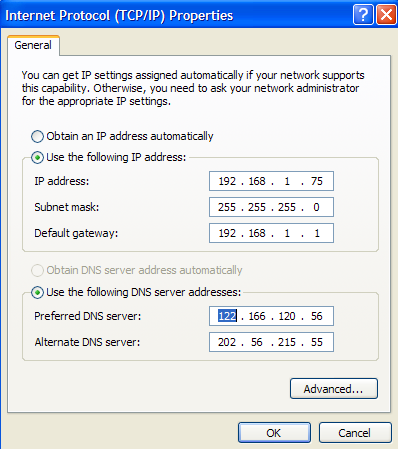 Internet Protocol (TCP/IP) Properties
General
You can get IP settings assigned automatically if your network supports
this capability. Otherwise, you need to ask your network administrator
for the appropriate IP settings.
Obtain an IP address automatically
Use the following IP address:
IP address: 192 . 168 . 1 . 75
Subnet mask: 255 . 255 . 255 . 0
Default gateway: 192 . 168 . 1 . 1
Obtain DNS server address automatically
Use the following DNS server addresses:
Preferred DNS server: 122 . 166 . 120 . 56
Alternate DNS server: 202 . 56 . 215 . 55
Advanced...
OK Cancel